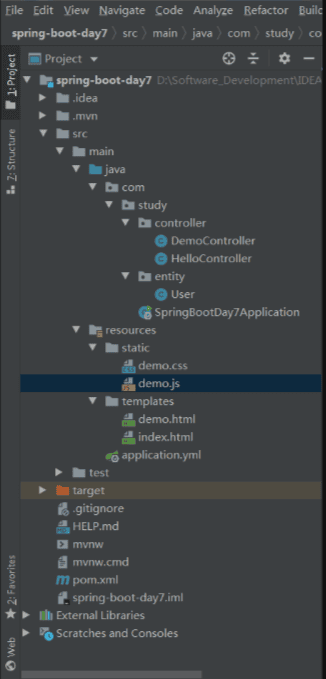 File Edit View Navigate Code Analyze Refactor Build
spring-boot-day7 src main java com study co
1: Project
Project
spring-boot-day7 D:\Software_Development\IDEA
.idea
.mvn
src
main
java
com
study
controller
DemoController
HelloController
entity
User
SpringBootDay7Application
resources
static
demo.css
demo.js
templates
demo.html
index.html
application.yml
test
target
.gitignore
HELP.md
mvnw
mvnw.cmd
pom.xml
spring-boot-day7.iml
External Libraries
Scratches and Consoles
7: Structure
2: Favorites
Web